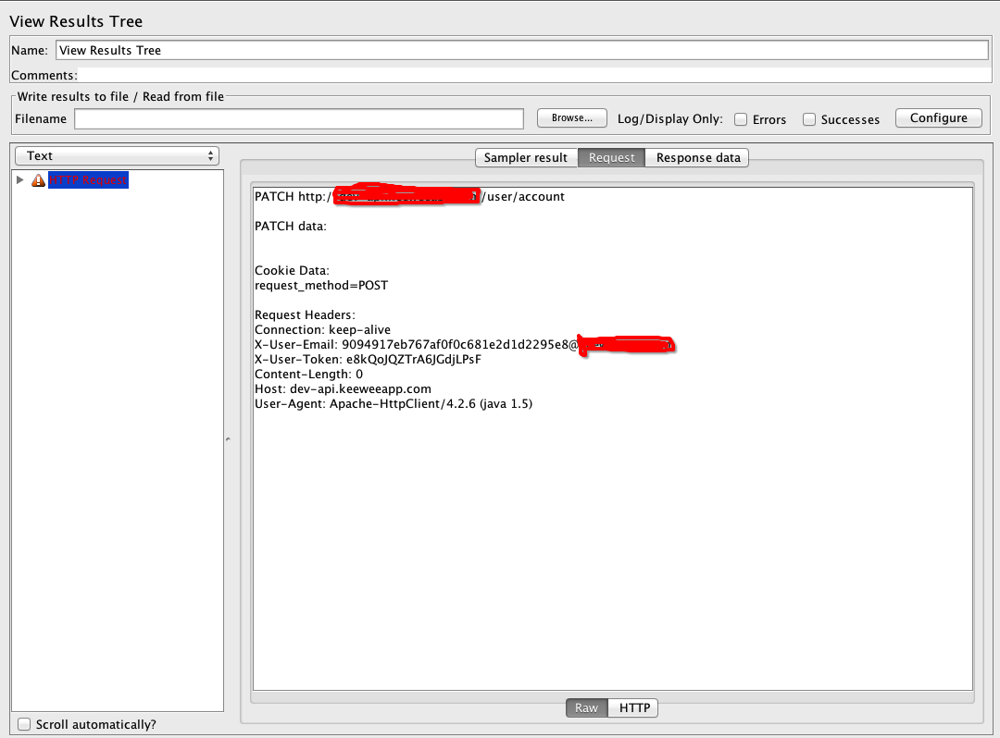 View Results Tree
Name: View Results Tree
Comments:
Write results to file / Read from file
Filename Browse... Log/Display Only: Errors Successes Configure
Text
Sampler result Request Response data
HTTP Request
PATCH http:/ /user/account
PATCH data:
Cookie Data:
request_method=POST
Request Headers:
Connection: keep-alive
X-User-Email: 9094917eb767af0f0c681e2d1d2295e8@
X-User-Token: e8kQoJQZTrA6JGdjLPsF
Content-Length: 0
Host: dev-api.keeweeapp.com
User-Agent: Apache-HttpClient/4.2.6 (java 1.5)
Raw HTTP
Scroll automatically?